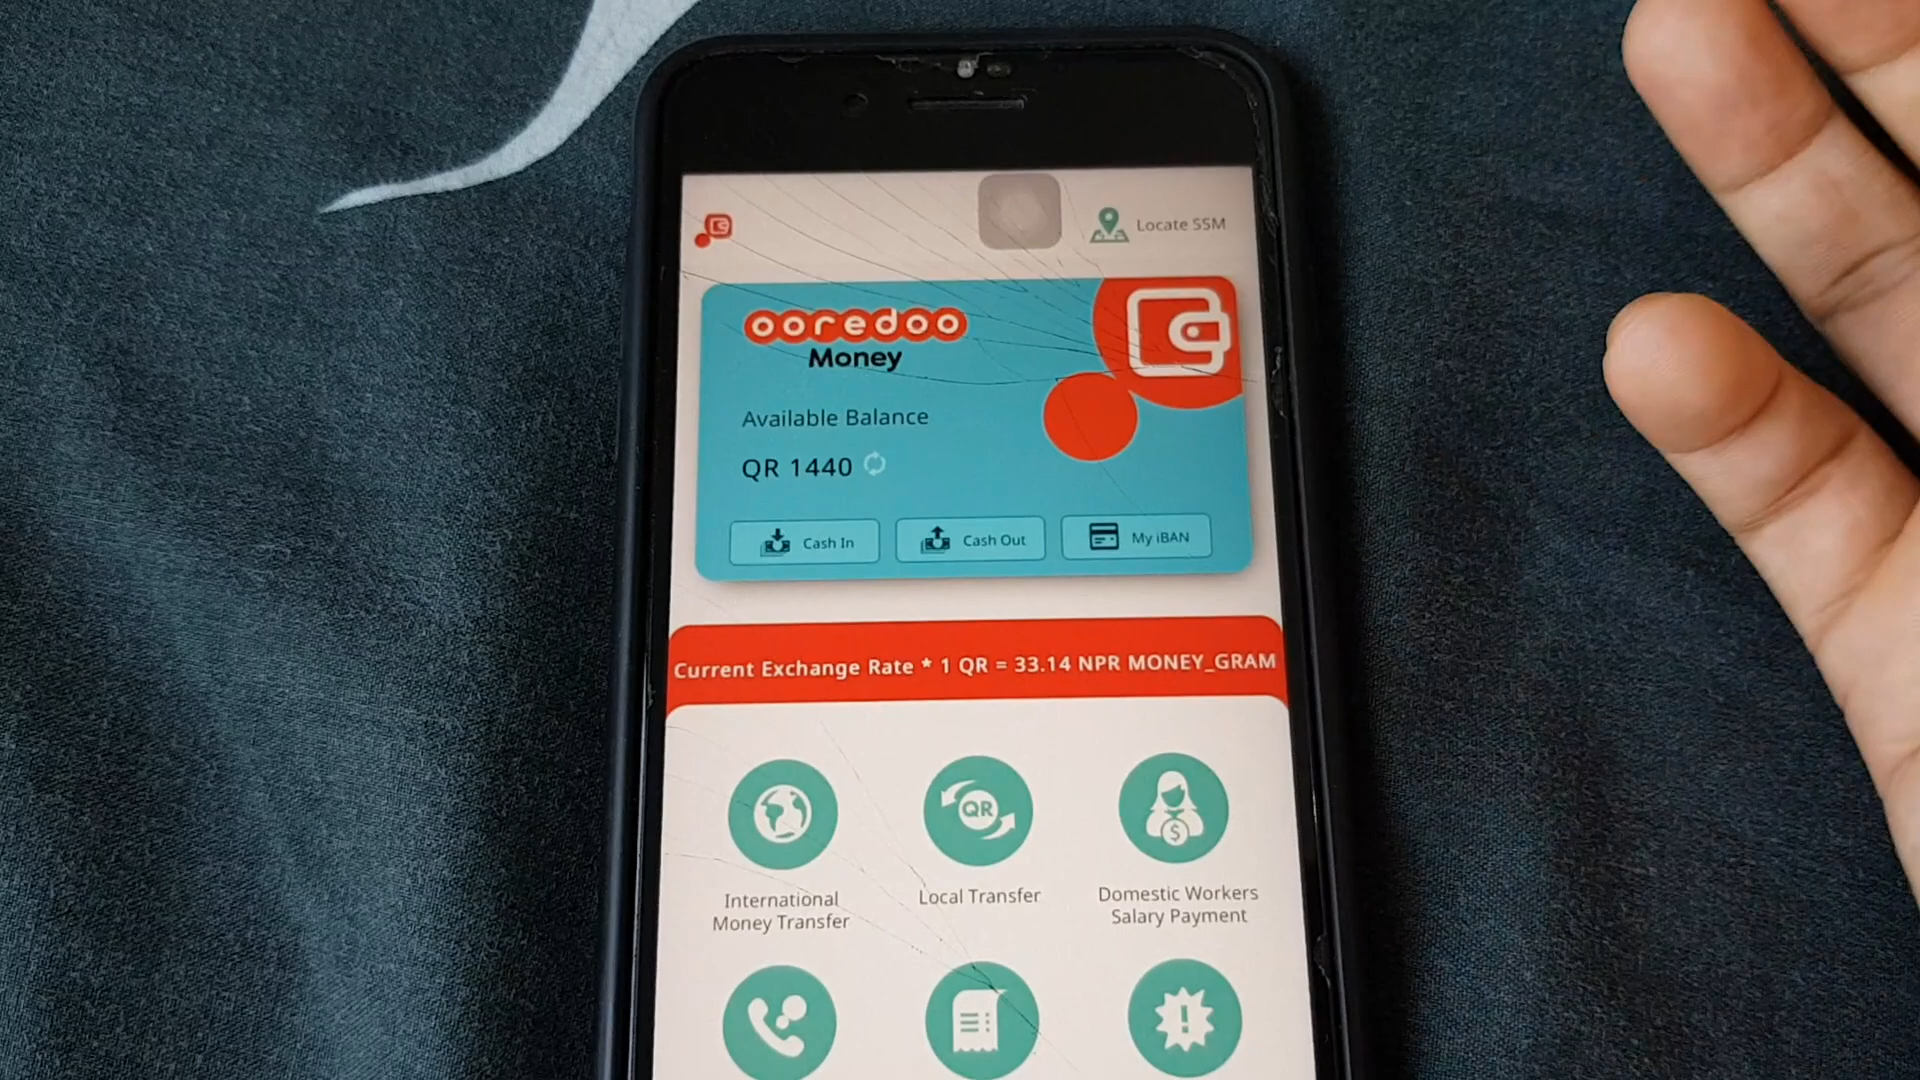 Locate SSM
ooredoo
Money
Available Balance
QR 1440
Cash In
Cash Out
My iBAN
Current Exchange Rate * 1 QR = 33.14 NPR MONEY_GRAM
QR
$
International
Money Transfer
Local Transfer
Domestic Workers
Salary Payment
!